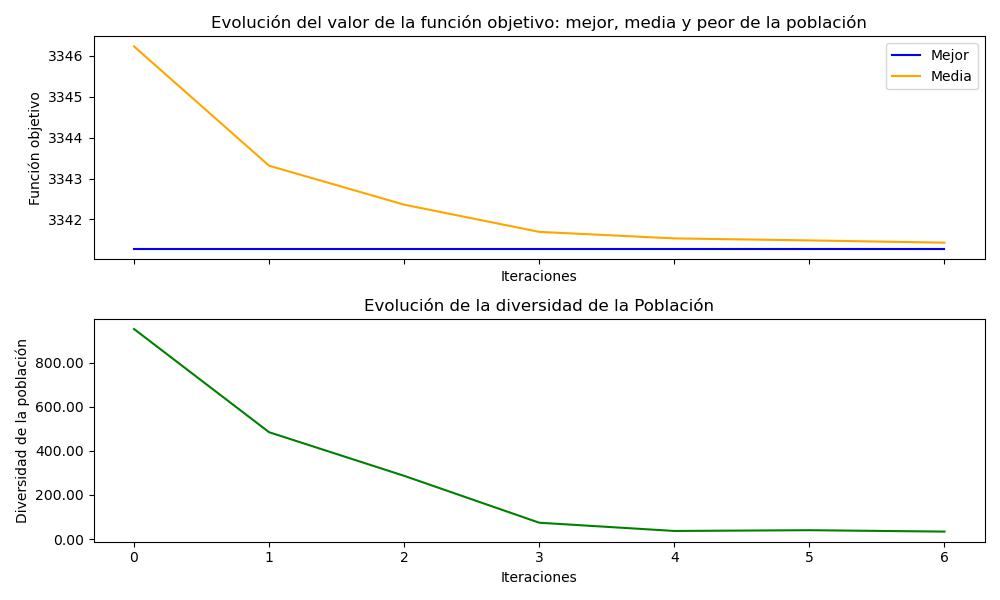 Evolución del valor de la función objetivo: mejor, media y peor de la población
3346
3345
3344
3343
3342
Función objetivo
Mejor
Media
Iteraciones
Evolución de la diversidad de la Población
800.00
600.00
400.00
200.00
0.00
Diversidad de la población
0 1 2 3 4 5 6
Iteraciones